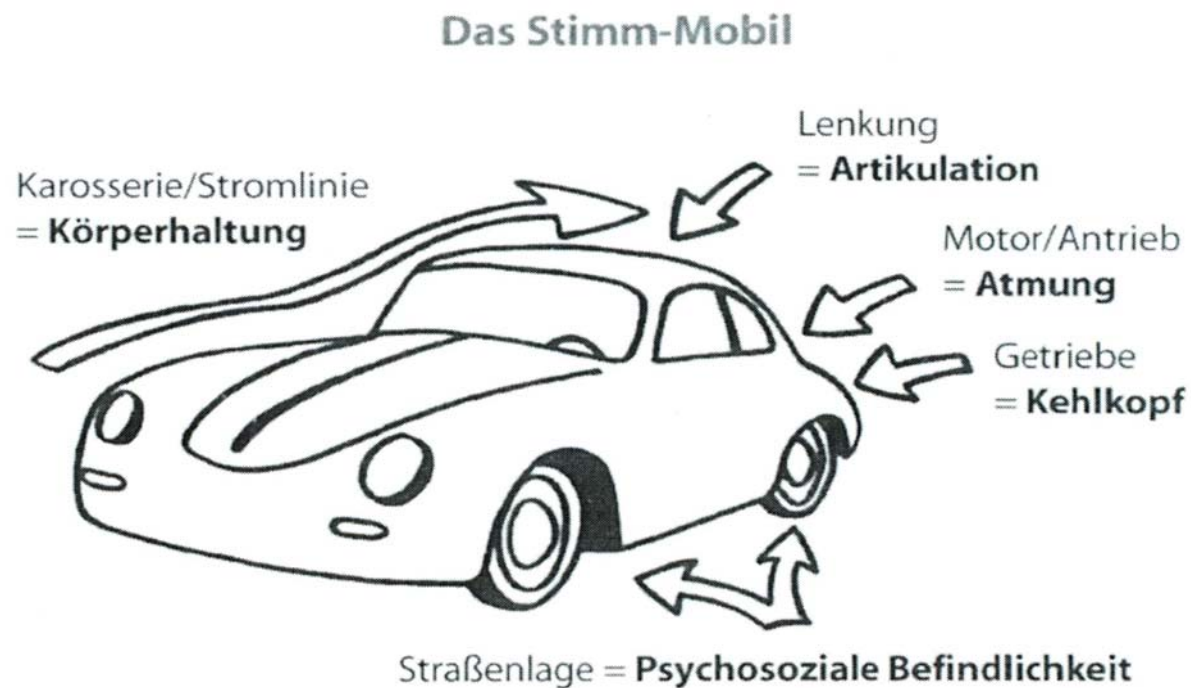 Das Stimm-Mobil
Lenkung
= Artikulation
Karosserie/Stromlinie
= Körperhaltung
Motor/Antrieb
= Atmung
Getriebe
= Kehlkopf
Straßenlage = Psychosoziale Befindlichkeit